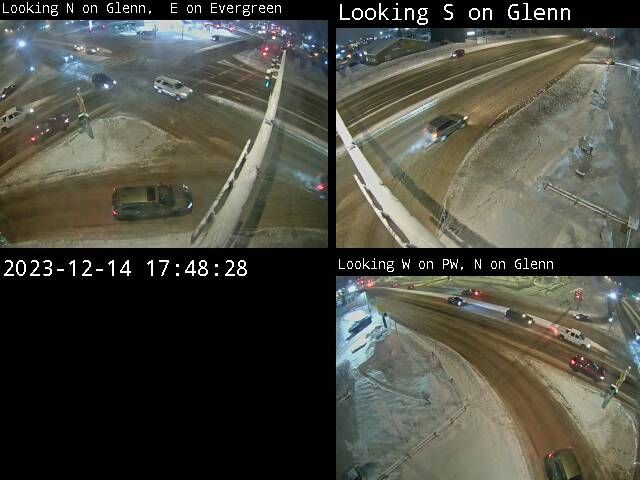 Looking N on Glenn,  E on Evergreen
Looking S on Glenn
2023-12-14 17:48:28
Looking W on PW, N on Glenn